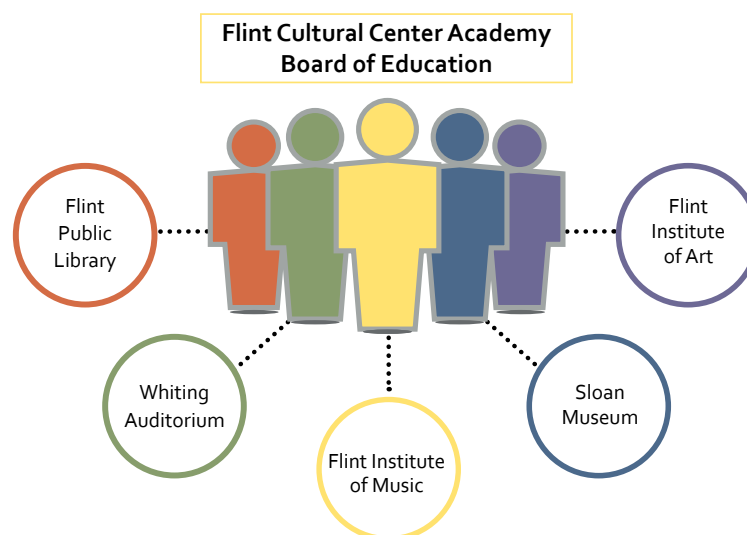 Flint Cultural Center Academy
Board of Education
Flint
Public
Library
Flint
Institute
of Art
Whiting
Auditorium
Sloan
Museum
Flint Institute
of Music